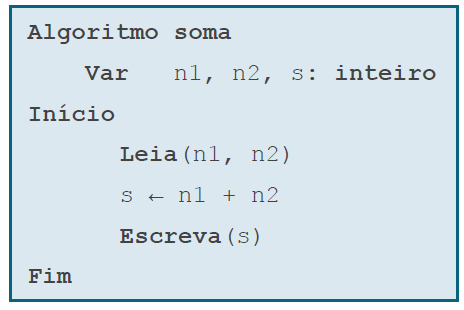 Algoritmo soma
Var n1, n2, s: inteiro
Início
Leia(n1, n2)
s ← n1 + n2
Escreva(s)
Fim